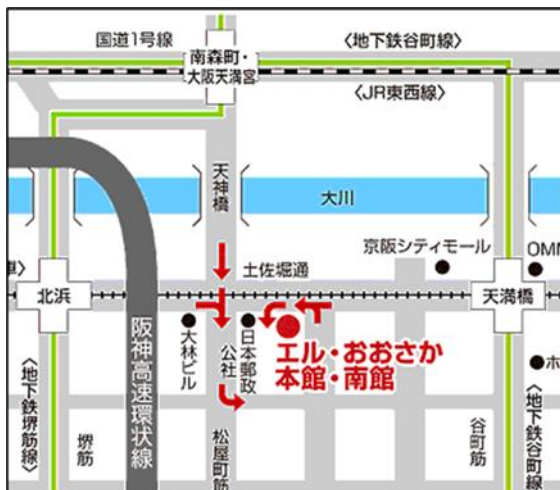 国道1号線
〈地下鉄谷町線〉
南森町・
大阪天満宮
〈JR東西線〉
天神橋
大川
京阪シティモール
土佐堀通
北浜
天満橋
大林ビル
日本郵政
公社
エル・おおさか
本館・南館
阪神高速環状線
〈地下鉄堺筋線〉
堺筋
松屋町筋
谷町筋
〈地下鉄谷町線